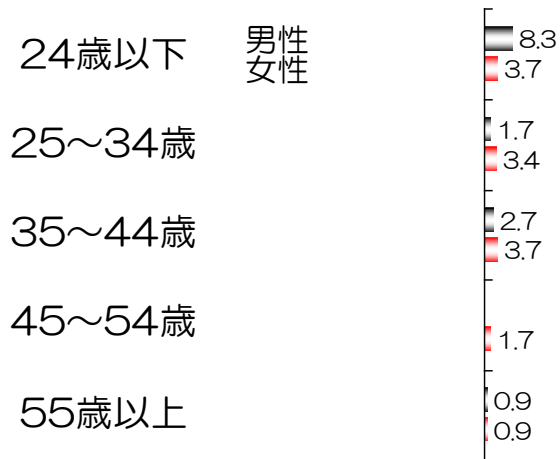 24歳以下 男性 8.3
女性 3.7
25～34歳 1.7
3.4
35～44歳 2.7
3.7
45～54歳
1.7
55歳以上 0.9
0.9